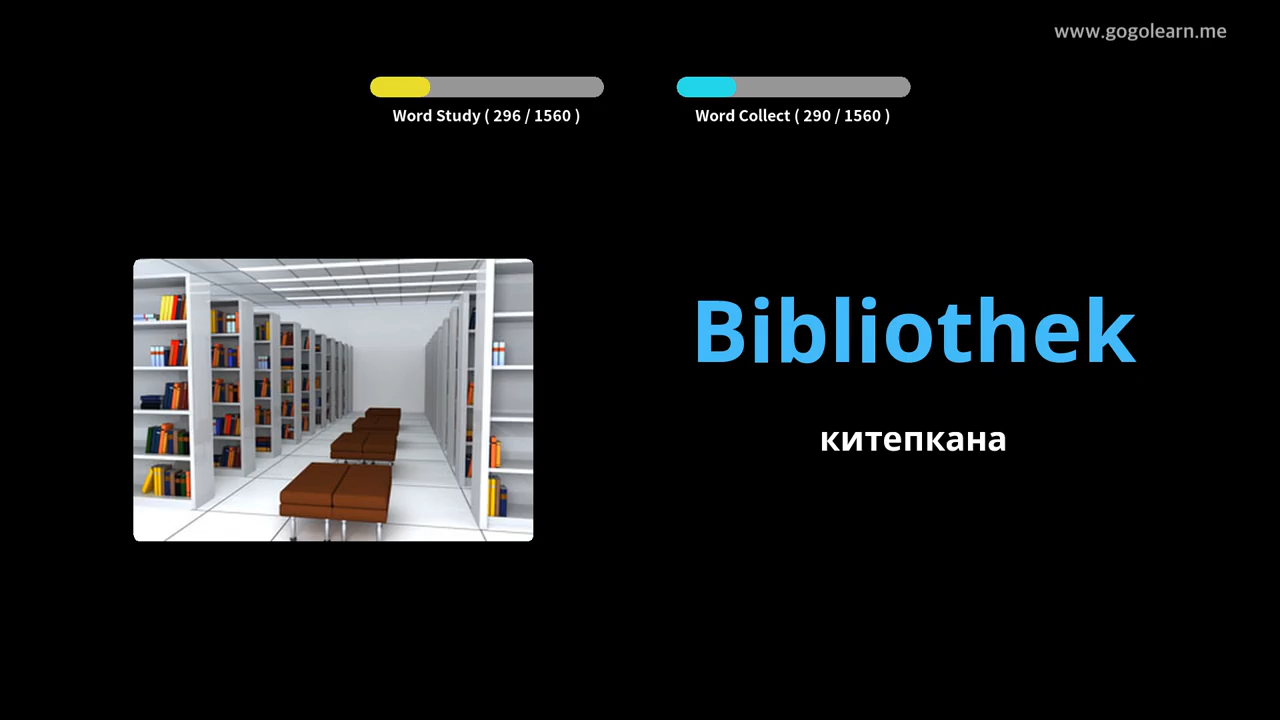 www.gogolearn.me
Word Study ( 296 / 1560 )
Word Collect ( 290 / 1560 )
Bibliothek
китепкана